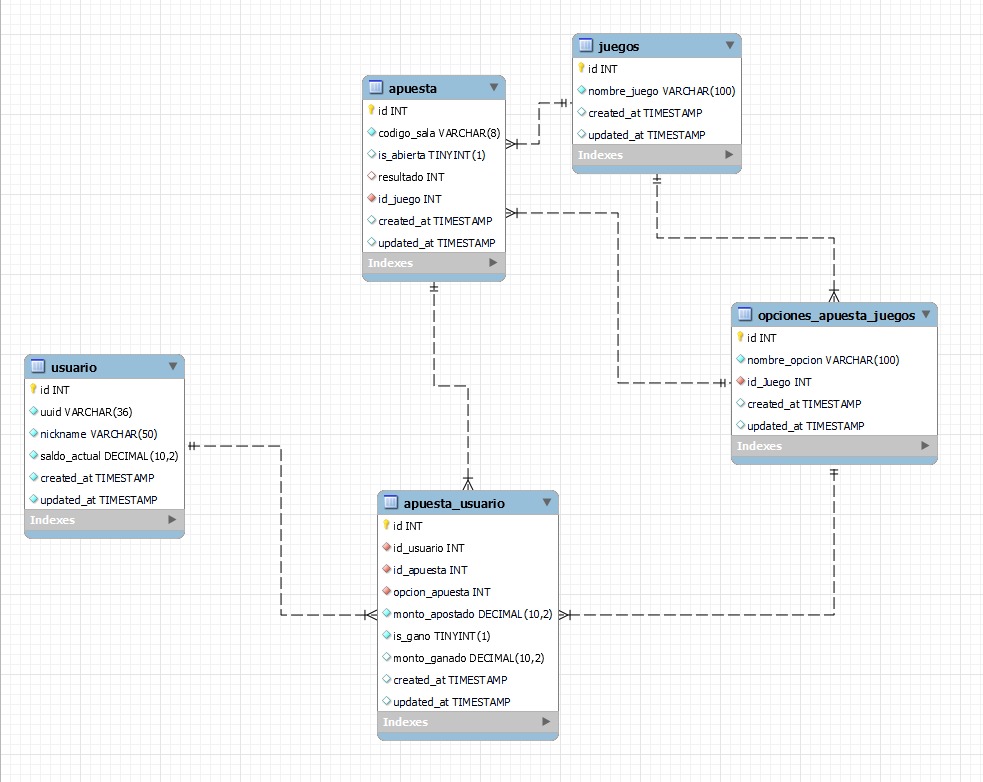 juegos
id INT
nombre_juego VARCHAR(100)
created_at TIMESTAMP
updated_at TIMESTAMP
Indexes
apuesta
id INT
codigo_sala VARCHAR(8)
is_abierta TINYINT(1)
resultado INT
id_juego INT
created_at TIMESTAMP
updated_at TIMESTAMP
Indexes
opciones_apuesta_juegos
id INT
nombre_opcion VARCHAR(100)
id_Juego INT
created_at TIMESTAMP
updated_at TIMESTAMP
Indexes
usuario
id INT
uuid VARCHAR(36)
nickname VARCHAR(50)
saldo_actual DECIMAL(10,2)
created_at TIMESTAMP
updated_at TIMESTAMP
Indexes
apuesta_usuario
id INT
id_usuario INT
id_apuesta INT
opcion_apuesta INT
monto_apostado DECIMAL(10,2)
is_gano TINYINT(1)
monto_ganado DECIMAL(10,2)
created_at TIMESTAMP
updated_at TIMESTAMP
Indexes